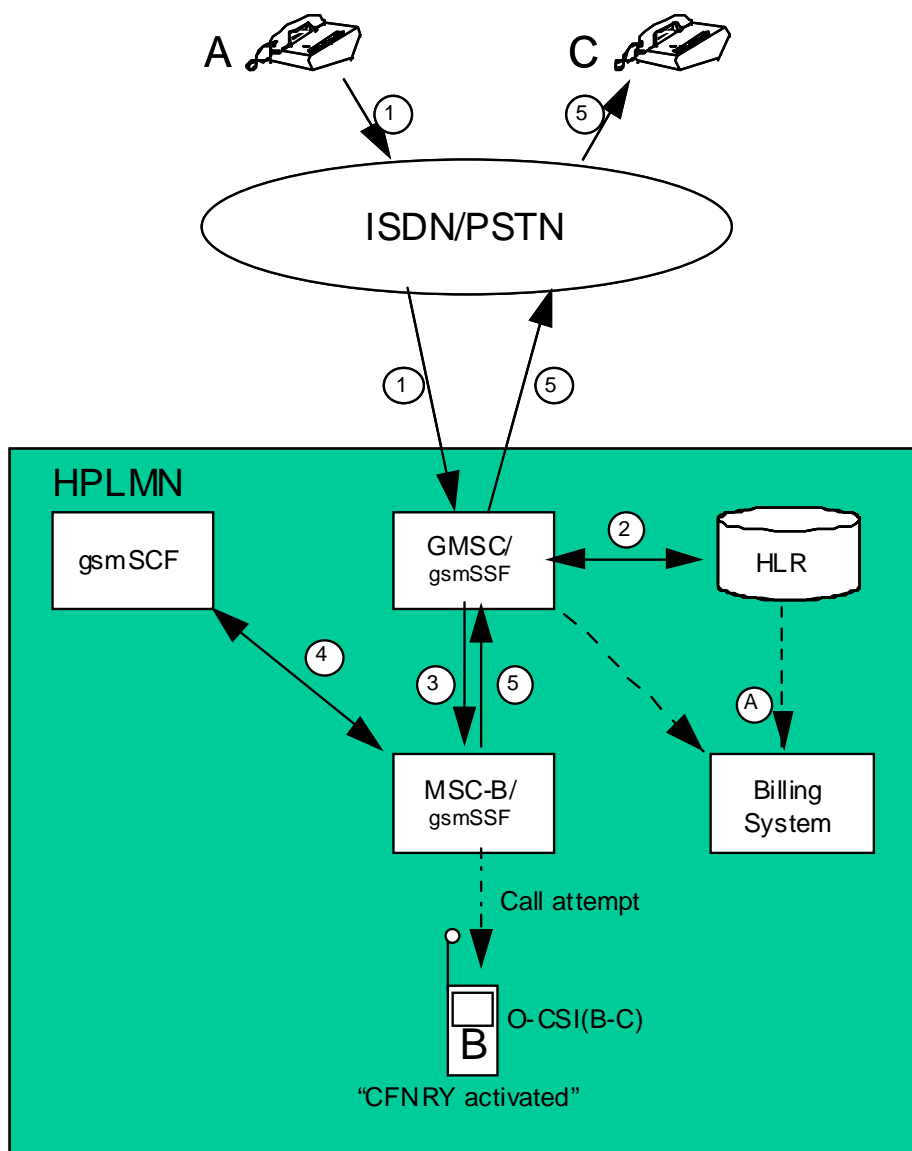 A
C
1
5
ISDN/PSTN
1
5
HPLMN
gsmSCF
GMSC/
gsmSSF
2
HLR
4
3
5
A
MSC-B/
gsmSSF
Billing
System
Call attempt
O-CSI(B-C)
B
“CFNRY activated”